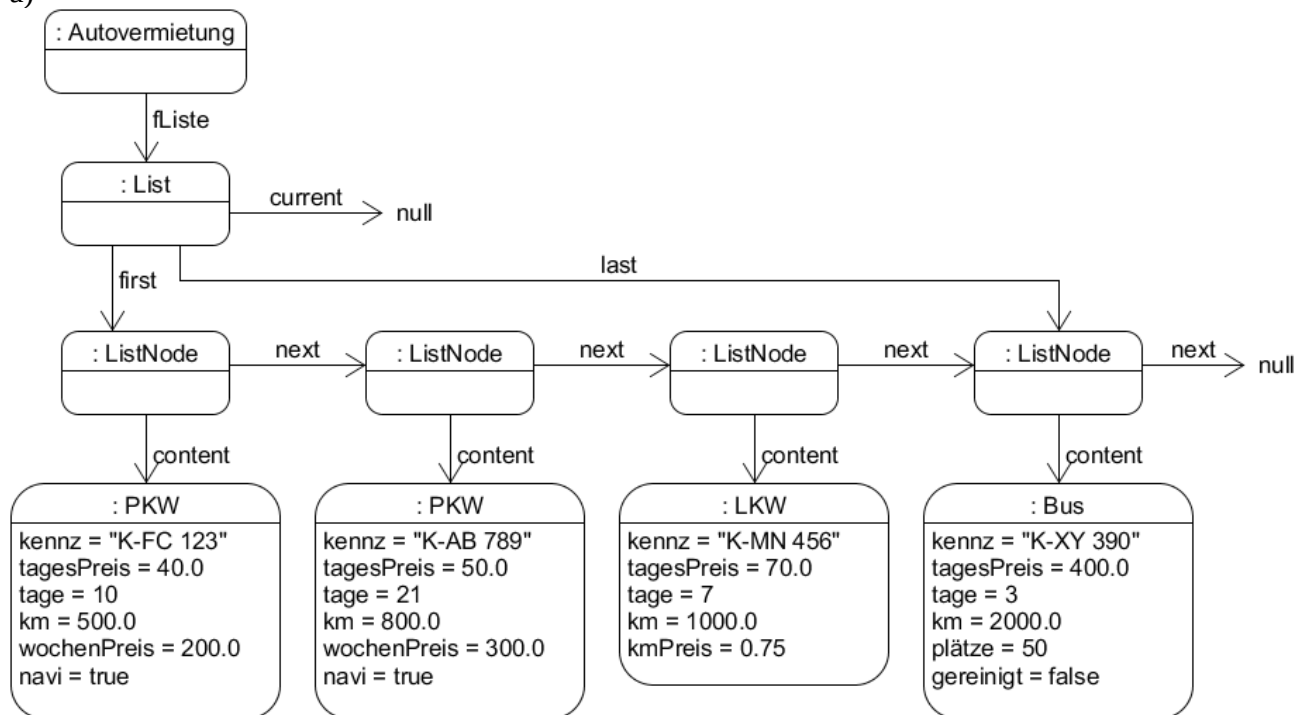 a)
: Autovermietung
fListe
: List
current
null
first
last
: ListNode
next
: ListNode
next
: ListNode
next
: ListNode
next
null
content
content
content
content
: PKW
kennz = "K-FC 123"
tagesPreis = 40.0
tage = 10
km = 500.0
wochenPreis = 200.0
navi = true
: PKW
kennz = "K-AB 789"
tagesPreis = 50.0
tage = 21
km = 800.0
wochenPreis = 300.0
navi = true
: LKW
kennz = "K-MN 456"
tagesPreis = 70.0
tage = 7
km = 1000.0
kmPreis = 0.75
: Bus
kennz = "K-XY 390"
tagesPreis = 400.0
tage = 3
km = 2000.0
plätze = 50
gereinigt = false